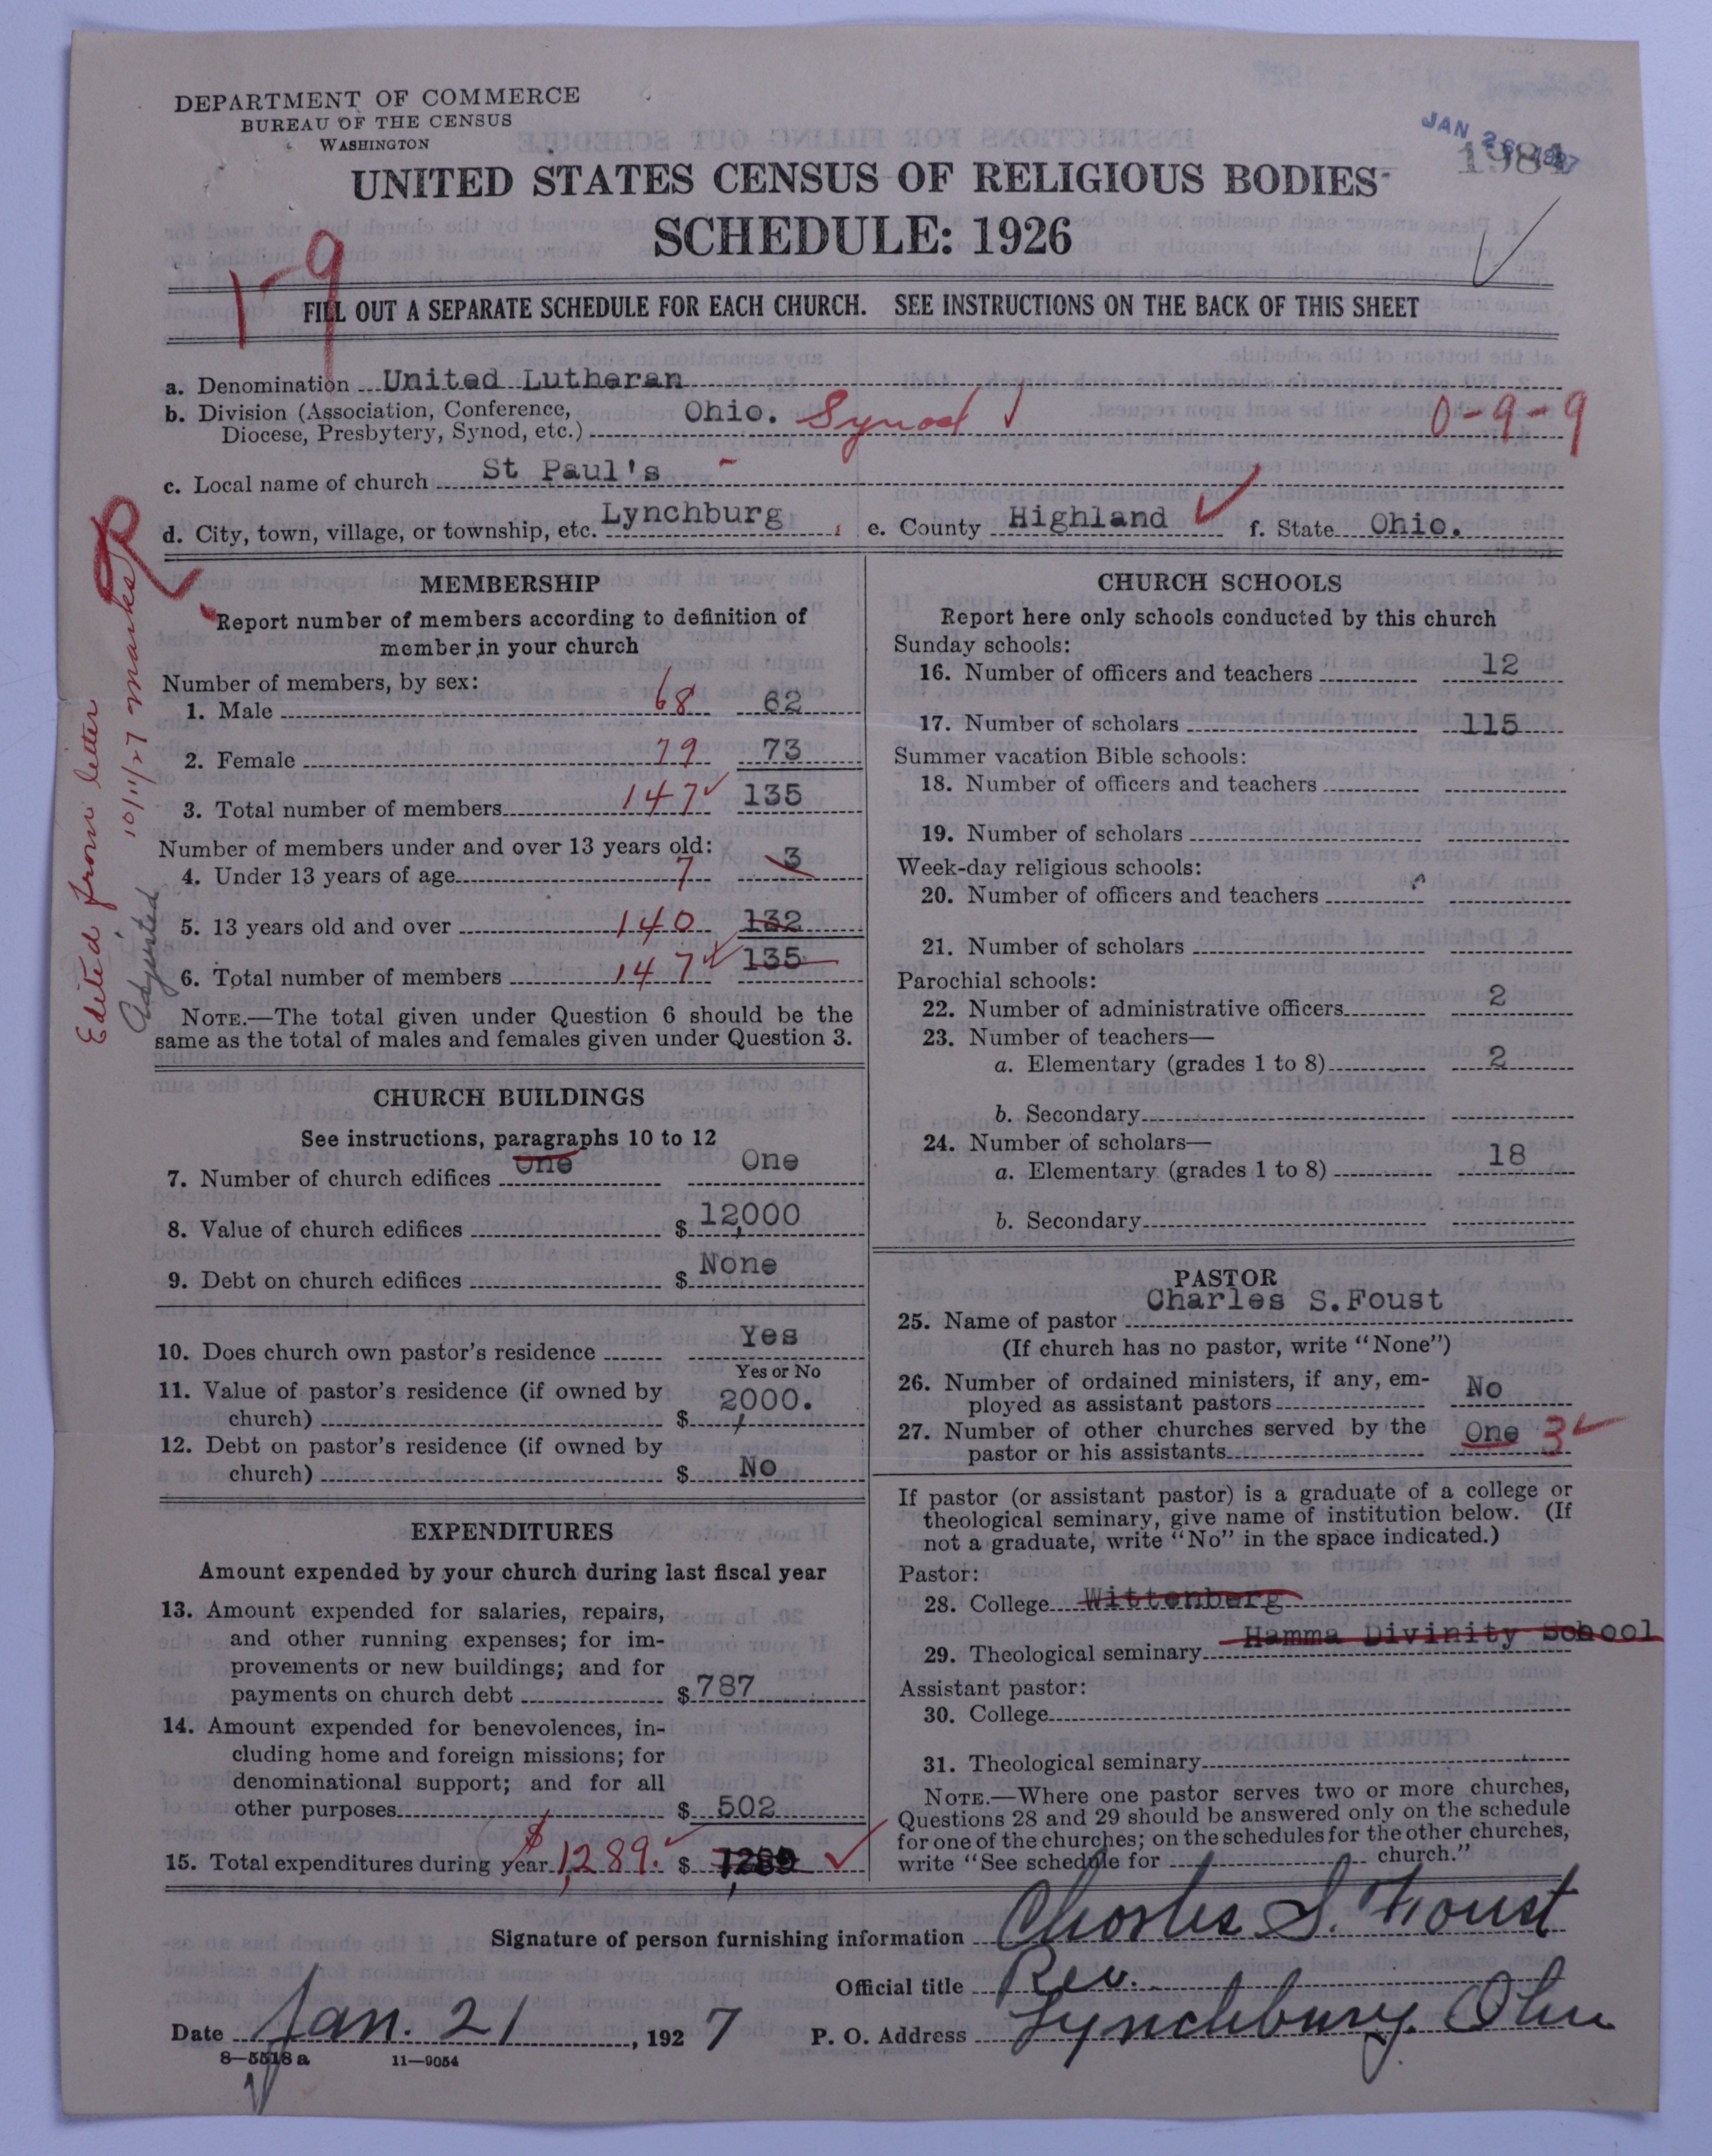 DEPARTMENT OF COMMERCE
BUREAU OF THE CENSUS
WASHINGTON
JAN 1927
1984
UNITED STATES CENSUS OF RELIGIOUS BODIES
SCHEDULE: 1926
1-9
FILL OUT A SEPARATE SCHEDULE FOR EACH CHURCH. SEE INSTRUCTIONS ON THE BACK OF THIS SHEET
a. Denomination United Lutheran
b. Division (Association, Conference, Diocese, Presbytery, Synod, etc.) Ohio. Synod 0-9-9
c. Local name of church St Paul's
d. City, town, village, or township, etc. Lynchburg e. County Highland f. State Ohio.
Edited from letter
10/11/27 Marks
Adjusted
MEMBERSHIP
Report number of members according to definition of
member in your church
Number of members, by sex:
1. Male 68 62
2. Female 79 73
3. Total number of members 147 135
Number of members under and over 13 years old:
4. Under 13 years of age 7 3
5. 13 years old and over 140 132
6. Total number of members 147 135
NOTE.—The total given under Question 6 should be the
same as the total of males and females given under Question 3.
CHURCH BUILDINGS
See instructions, paragraphs 10 to 12
7. Number of church edifices One One
8. Value of church edifices $ 12,000
9. Debt on church edifices $ None
10. Does church own pastor's residence Yes
Yes or No
11. Value of pastor's residence (if owned by
church) $ 2000.
12. Debt on pastor's residence (if owned by
church) $ No
EXPENDITURES
Amount expended by your church during last fiscal year
13. Amount expended for salaries, repairs,
and other running expenses; for im-
provements or new buildings; and for
payments on church debt $ 787
14. Amount expended for benevolences, in-
cluding home and foreign missions; for
denominational support; and for all
other purposes $ 502
15. Total expenditures during year $1,289. $ 1289
CHURCH SCHOOLS
Report here only schools conducted by this church
Sunday schools:
16. Number of officers and teachers 12
17. Number of scholars 115
Summer vacation Bible schools:
18. Number of officers and teachers
19. Number of scholars
Week-day religious schools:
20. Number of officers and teachers
21. Number of scholars
Parochial schools:
22. Number of administrative officers 2
23. Number of teachers—
a. Elementary (grades 1 to 8) 2
b. Secondary
24. Number of scholars—
a. Elementary (grades 1 to 8) 18
b. Secondary
PASTOR
25. Name of pastor Charles S.Foust
(If church has no pastor, write "None")
26. Number of ordained ministers, if any, em-
ployed as assistant pastors No
27. Number of other churches served by the
pastor or his assistants One 3
If pastor (or assistant pastor) is a graduate of a college or
theological seminary, give name of institution below. (If
not a graduate, write "No" in the space indicated.)
Pastor:
28. College Wittenberg
29. Theological seminary Hamma Divinity School
Assistant pastor:
30. College
31. Theological seminary
NOTE.—Where one pastor serves two or more churches,
Questions 28 and 29 should be answered only on the schedule
for one of the churches; on the schedules for the other churches,
write "See schedule for church."
Signature of person furnishing information Charles S. Foust
Official title Rev.
Date Jan. 21, 1927 P. O. Address Lynchburg. Ohio
8—5518 a 11—9054